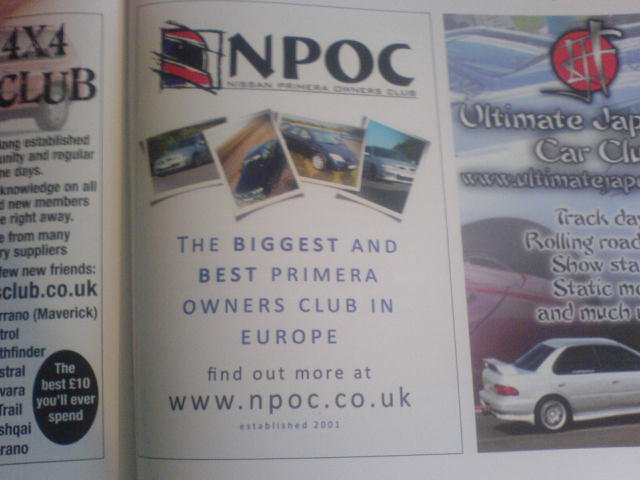 4X4
CLUB
long established
unity and regular
ne days.
knowledge on all
d new members
e right away.
e from many
ry suppliers
few new friends:
sclub.co.uk
rrano (Maverick)
trol
thfinder
stral
vara
Trail
shqai
rano
The
best £10
you'll ever
spend
NPOC
NISSAN PRIMERA OWNERS CLUB
THE BIGGEST AND
BEST PRIMERA
OWNERS CLUB IN
EUROPE
find out more at
www.npoc.co.uk
established 2001
Ultimate Jap
Car Clu
www.ultimatejap
Track da
Rolling road
Show sta
Static mo
and much m